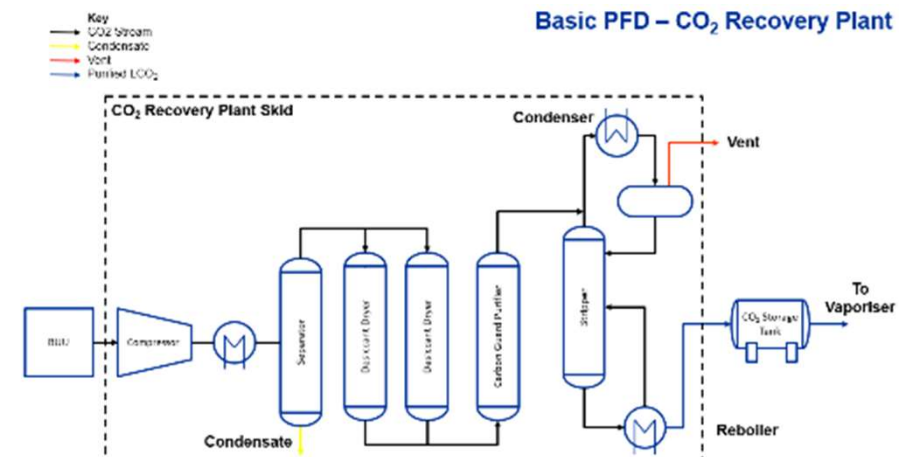 Basic PFD – CO₂ Recovery Plant
Key
CO2 Stream
Condensate
Vent
Purified LCO₂
CO₂ Recovery Plant Skid
Condenser
Vent
To
Vaporiser
CO₂ Storage
Tank
Compressor
Separator
Desiccant Dryer
Desiccant Dryer
Carbon Guard Purifier
Stripper
Condensate
Reboiler